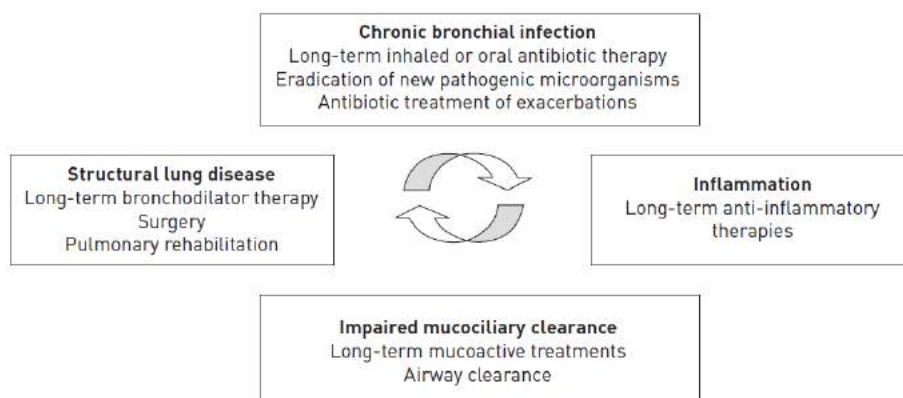 Chronic bronchial infection
Long-term inhaled or oral antibiotic therapy
Eradication of new pathogenic microorganisms
Antibiotic treatment of exacerbations
Structural lung disease
Long-term bronchodilator therapy
Surgery
Pulmonary rehabilitation
Inflammation
Long-term anti-inflammatory
therapies
Impaired mucociliary clearance
Long-term mucoactive treatments
Airway clearance